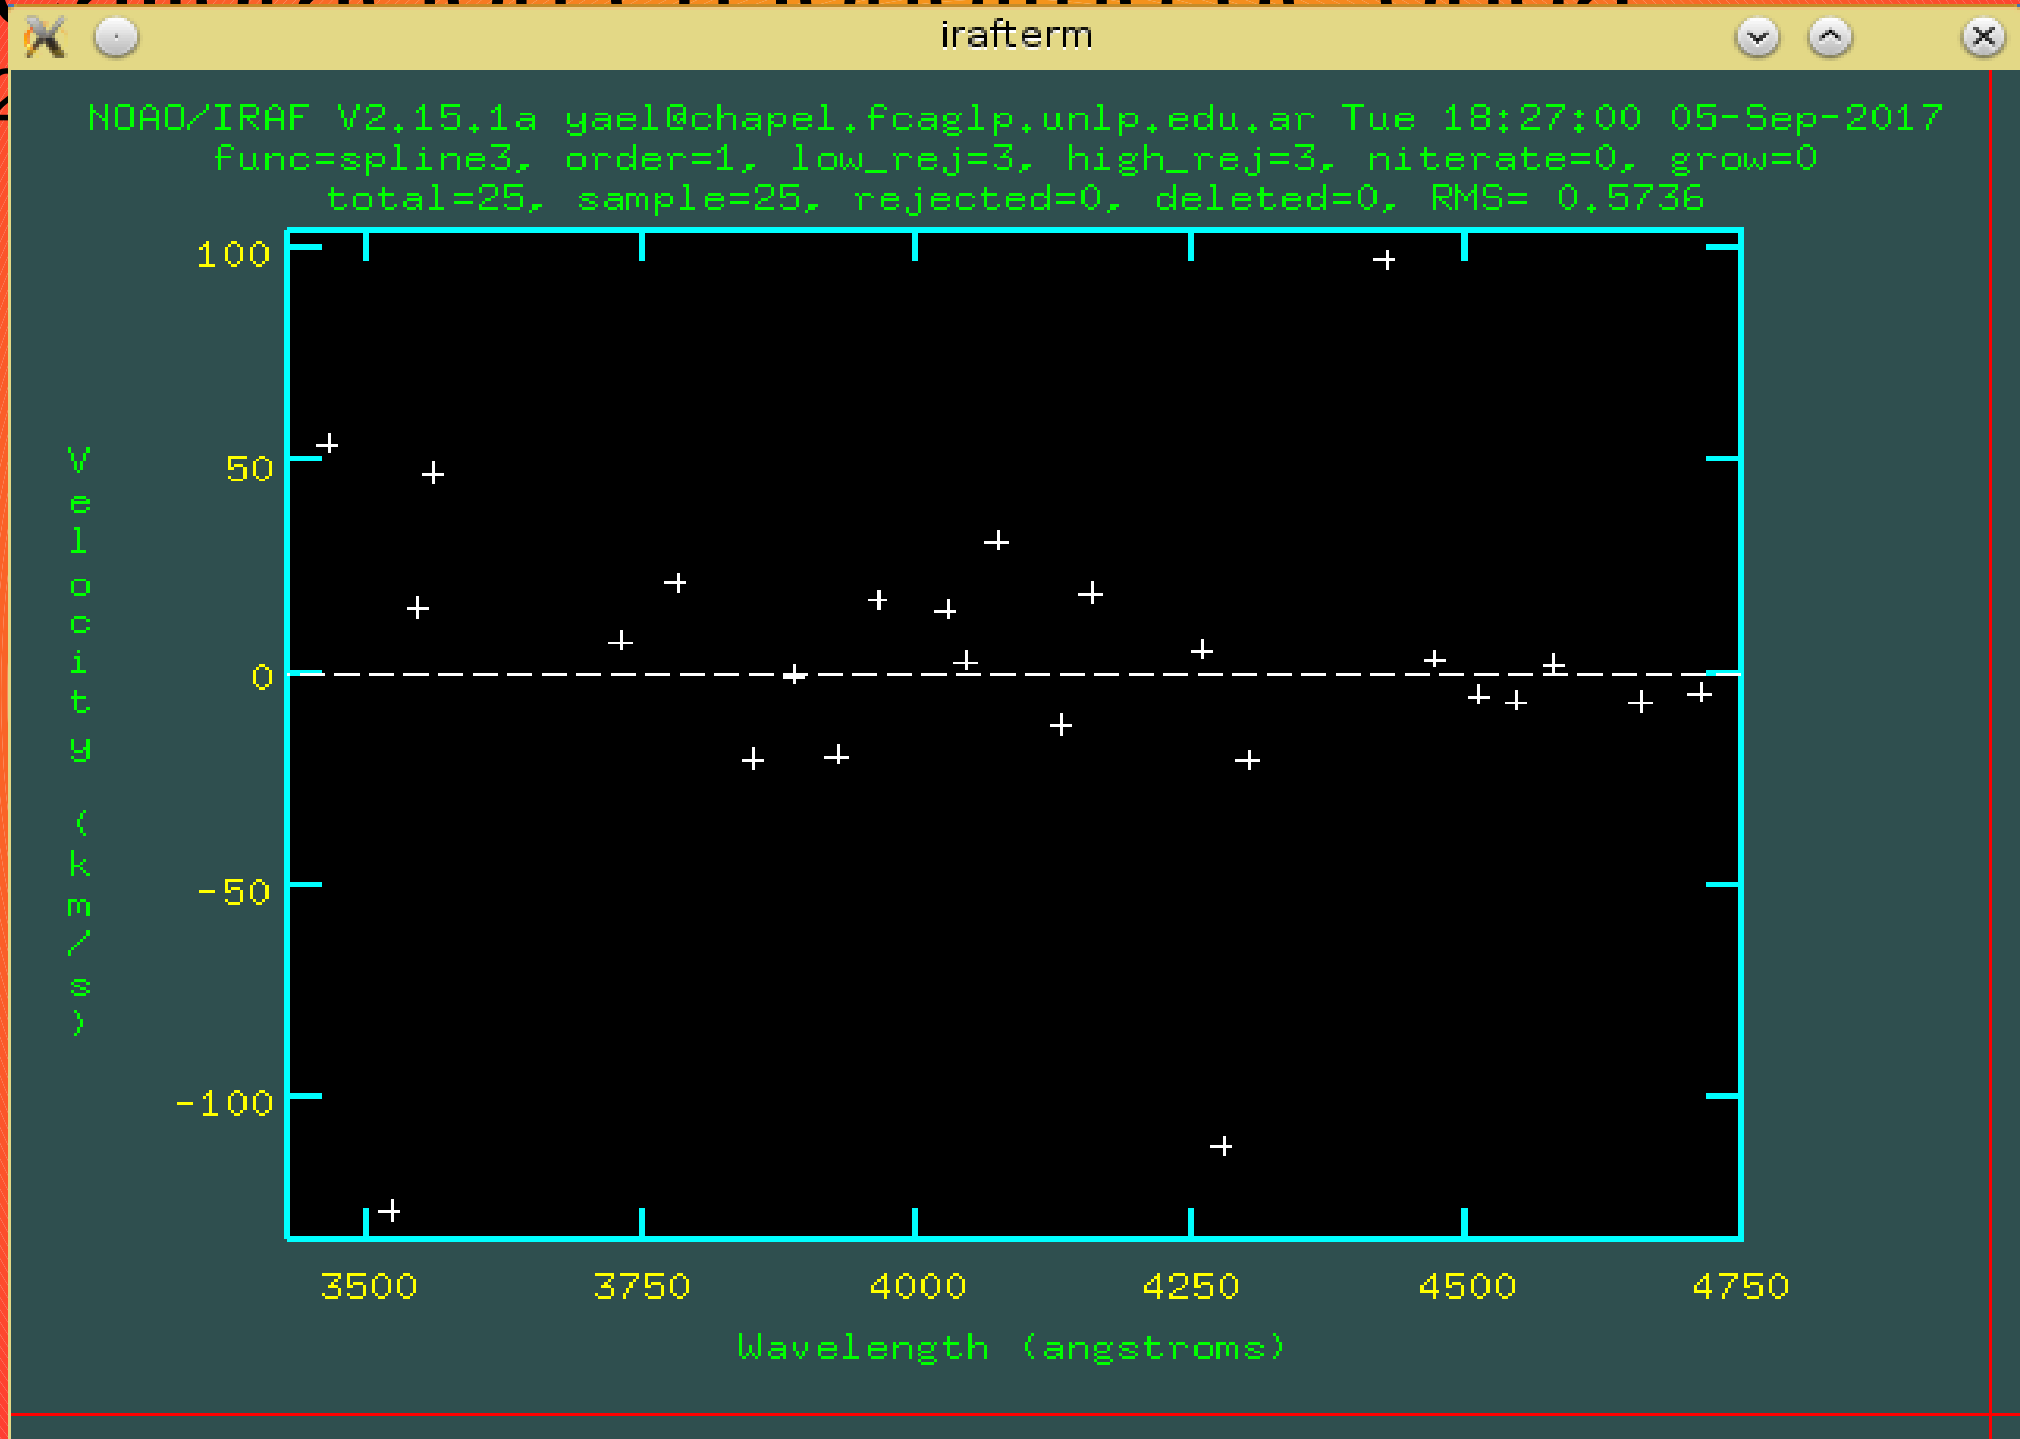 irafterm
NOAO/IRAF V2.15.1a yael@chapel.fcaglp.unlp.edu.ar Tue 18:27:00 05-Sep-2017
func=spline3, order=1, low_rej=3, high_rej=3, niterate=0, grow=0
total=25, sample=25, rejected=0, deleted=0, RMS= 0.5736
100
50
0
-50
-100
Velocity (km/s)
3500 3750 4000 4250 4500 4750
Wavelength (angstroms)